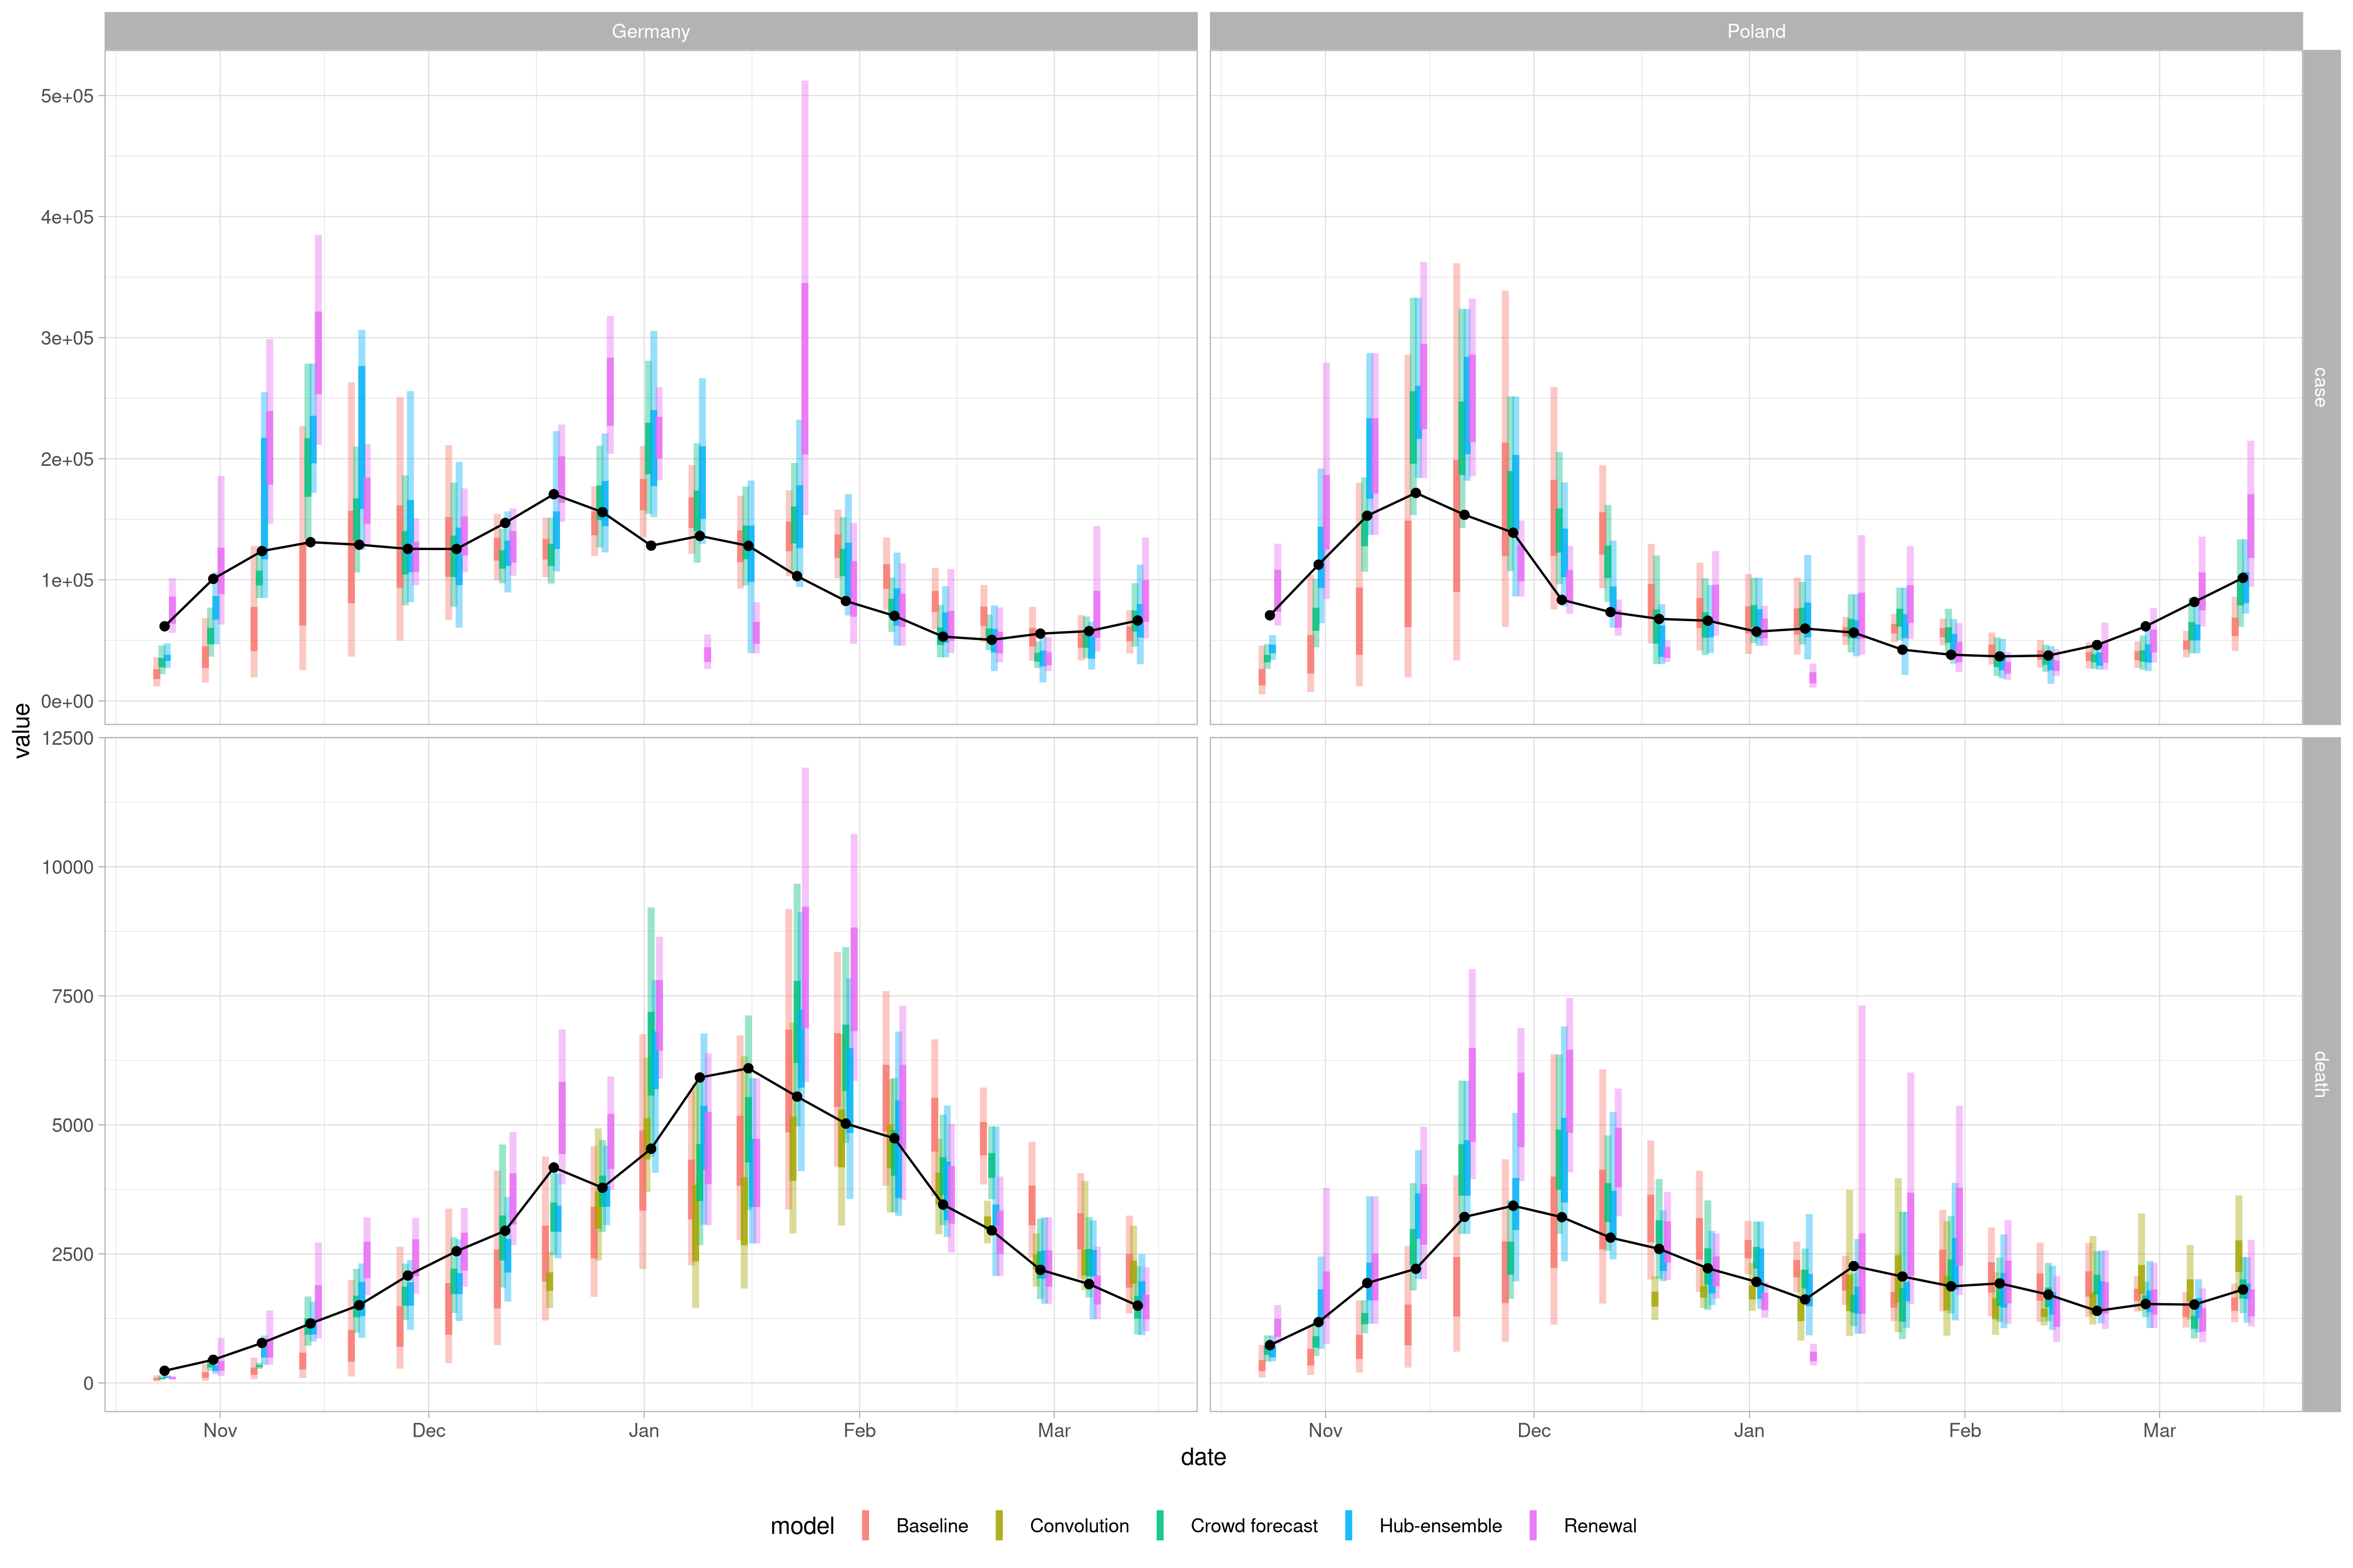 Germany
Poland
5e+05
4e+05
3e+05
2e+05
1e+05
0e+00
case
value
12500
10000
7500
5000
2500
0
death
Nov
Dec
Jan
Feb
Mar
Nov
Dec
Jan
Feb
Mar
date
model Baseline Convolution Crowd forecast Hub-ensemble Renewal